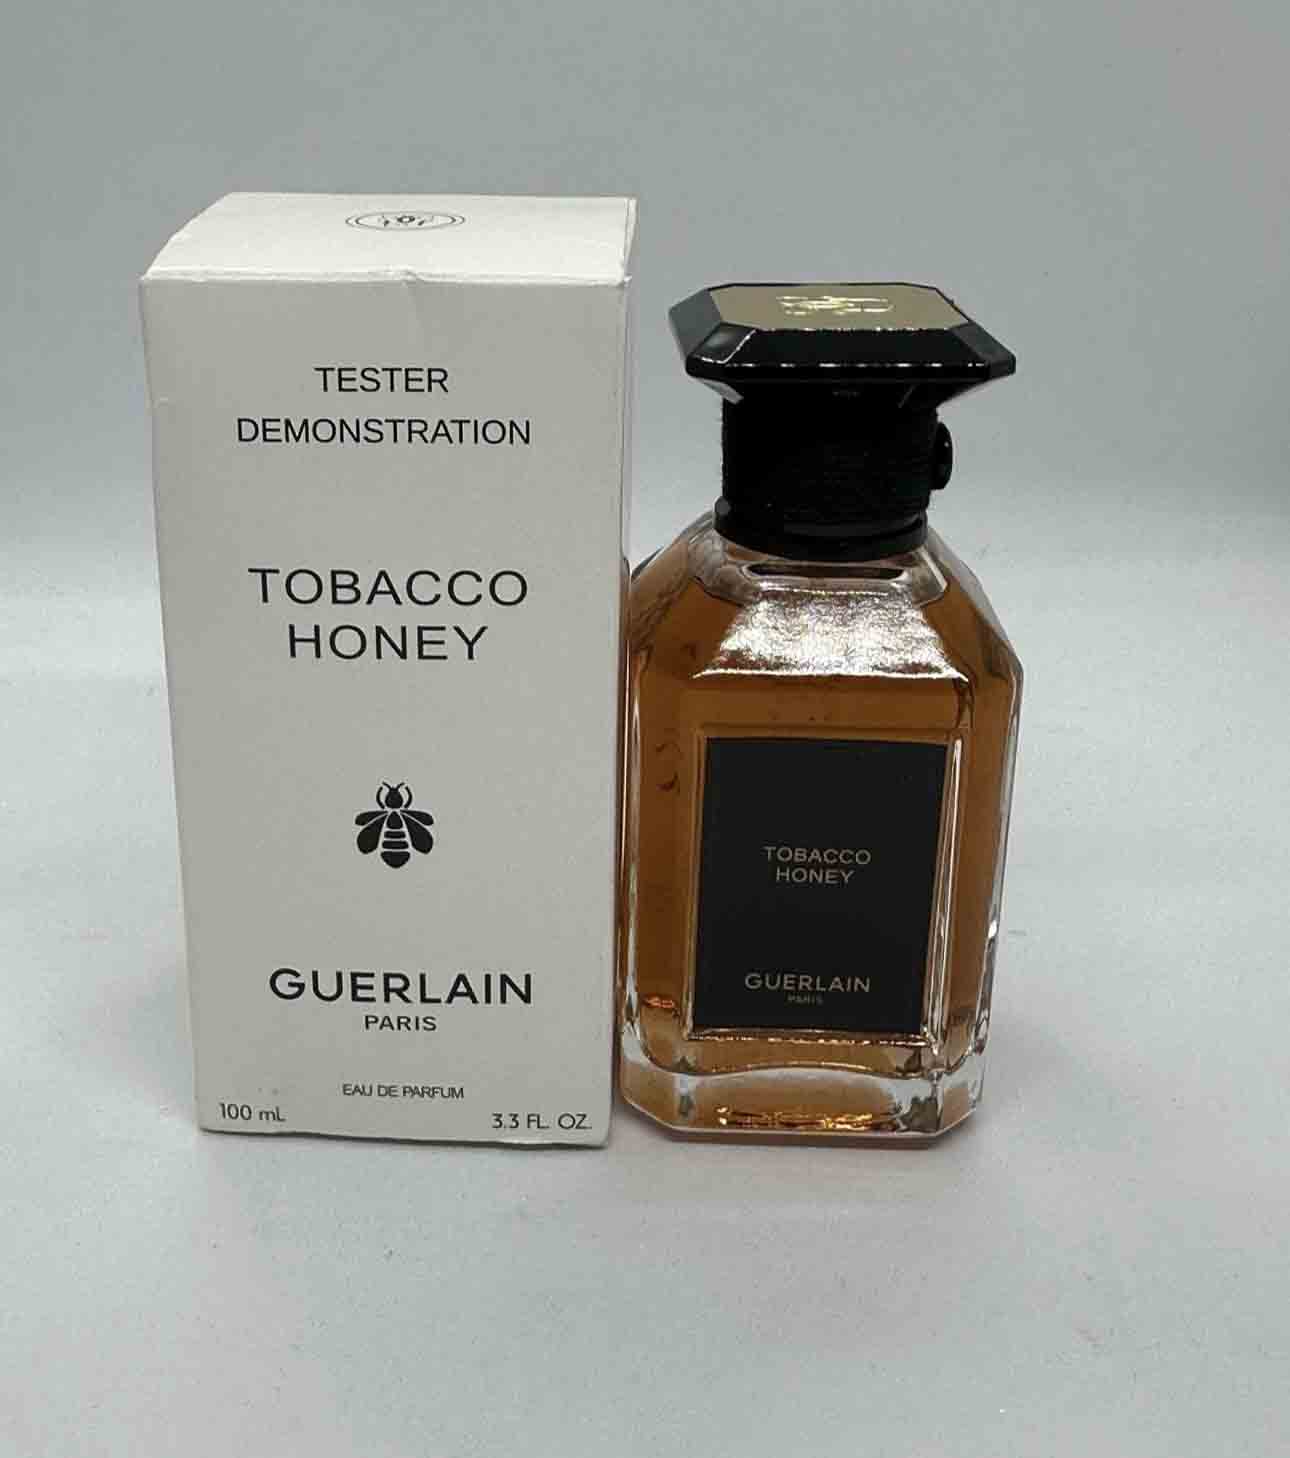 TESTER
DEMONSTRATION
TOBACCO
HONEY
GUERLAIN
PARIS
EAU DE PARFUM
100 mL
3.3 FL. OZ.
TOBACCO
HONEY
GUERLAIN
PARIS